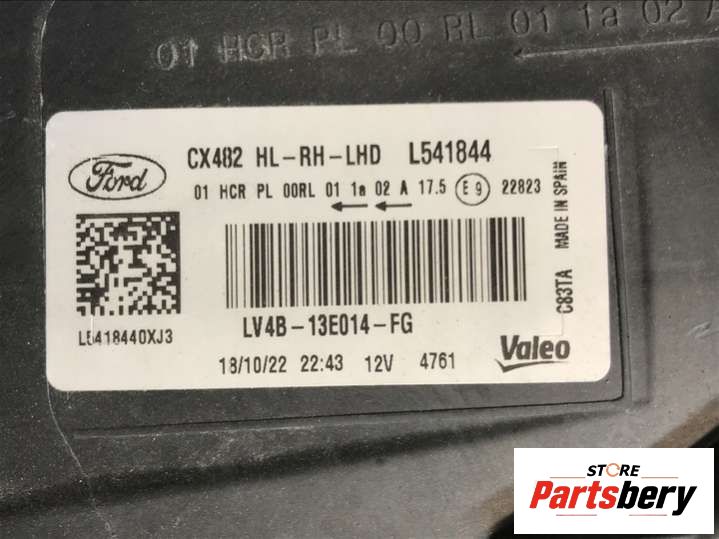 01 HCR PL 00 RL 01 1a 02 A
Ford
CX482 HL-RH-LHD L541844
01 HCR PL 00RL 01 1a 02 A 17.5 E9 22823
MADE IN SPAIN
C83TA
L5418440XJ3
LV4B-13E014-FG
18/10/22 22:43 12V 4761
Valeo
STORE
Partsbery